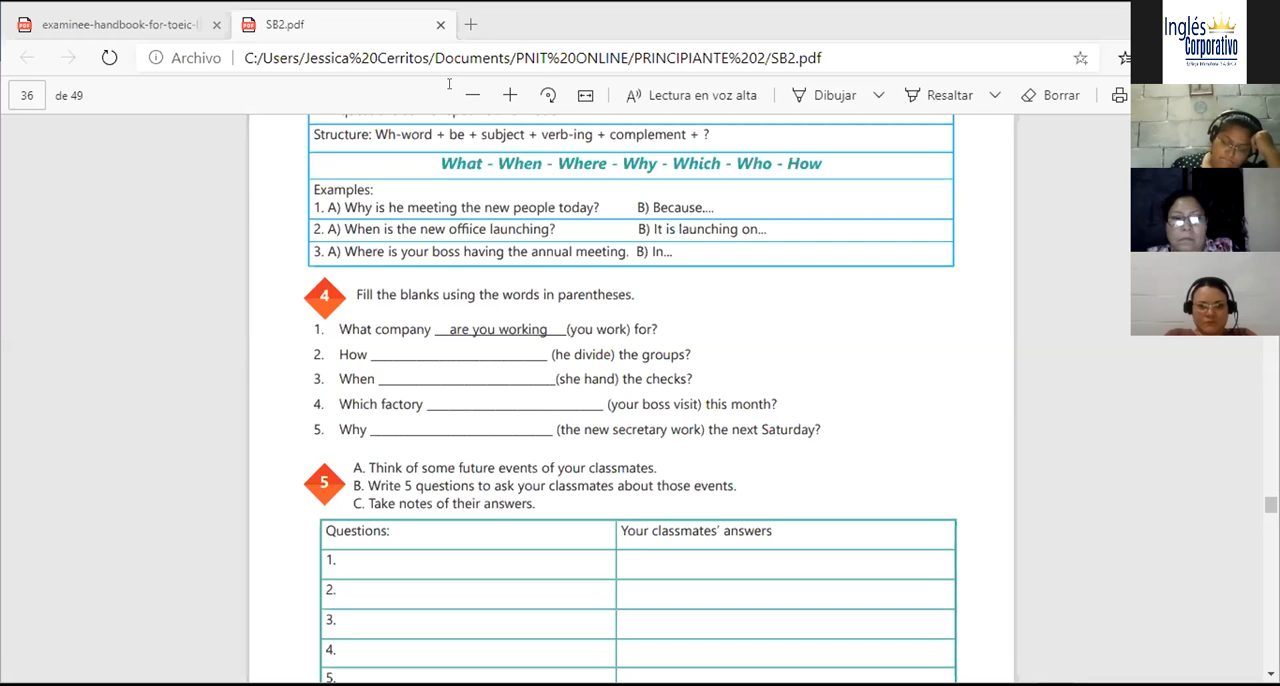 examinee-handbook-for-toeic-l
SB2.pdf
Archivo
C:/Users/Jessica%20Cerritos/Documents/PNIT%20ONLINE/PRINCIPIANTE%202/SB2.pdf
36
de 49
Lectura en voz alta
Dibujar
Resaltar
Borrar
Inglés
Corporativo
Structure: Wh-word + be + subject + verb-ing + complement + ?
What - When - Where - Why - Which - Who - How
Examples:
1. A) Why is he meeting the new people today? B) Because....
2. A) When is the new office launching? B) It is launching on...
3. A) Where is your boss having the annual meeting. B) In...
4 Fill the blanks using the words in parentheses.
1. What company __are you working__ (you work) for?
2. How ______________________ (he divide) the groups?
3. When ______________________(she hand) the checks?
4. Which factory ______________________ (your boss visit) this month?
5. Why ______________________ (the new secretary work) the next Saturday?
5 A. Think of some future events of your classmates.
B. Write 5 questions to ask your classmates about those events.
C. Take notes of their answers.
Questions: Your classmates' answers
1.
2.
3.
4.
5.